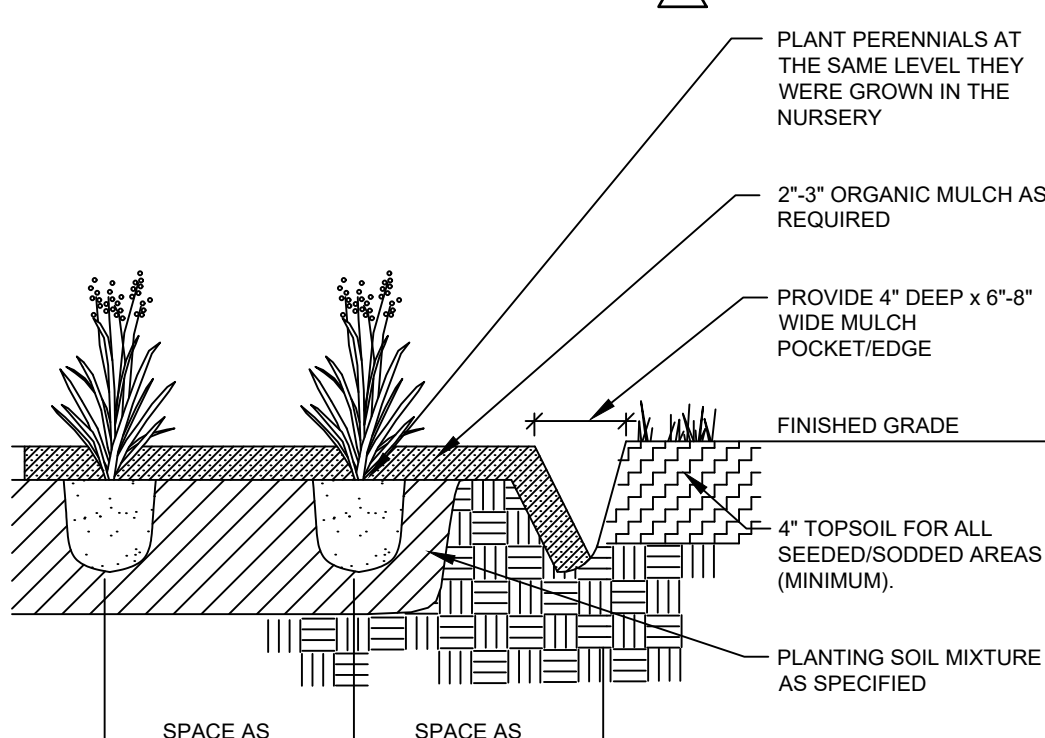 PLANT PERENNIALS AT
THE SAME LEVEL THEY
WERE GROWN IN THE
NURSERY
2"-3" ORGANIC MULCH AS
REQUIRED
PROVIDE 4" DEEP x 6"-8"
WIDE MULCH
POCKET/EDGE
FINISHED GRADE
4" TOPSOIL FOR ALL
SEEDED/SODDED AREAS
(MINIMUM).
PLANTING SOIL MIXTURE
AS SPECIFIED
SPACE AS
SPACE AS